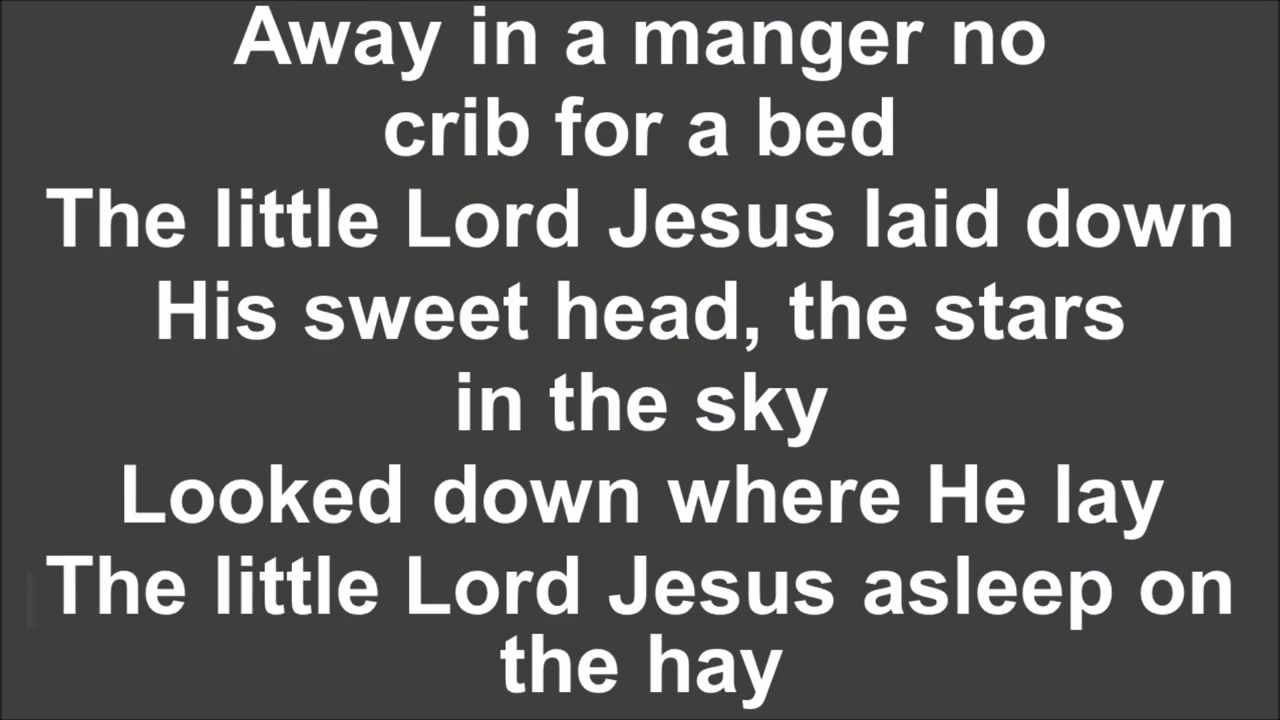 Away in a manger no
crib for a bed
The little Lord Jesus laid down
His sweet head, the stars
in the sky
Looked down where He lay
The little Lord Jesus asleep on
the hay